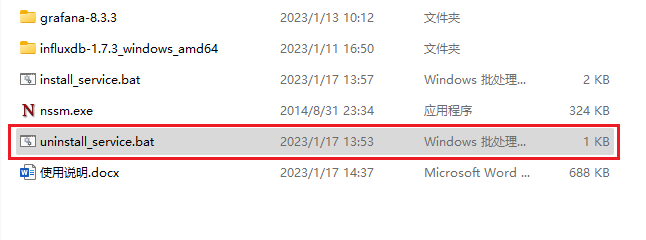 grafana-8.3.3 2023/1/13 10:12 文件夹
influxdb-1.7.3_windows_amd64 2023/1/11 16:50 文件夹
install_service.bat 2023/1/17 13:57 Windows 批处理... 2 KB
nssm.exe 2014/8/31 23:34 应用程序 324 KB
uninstall_service.bat 2023/1/17 13:53 Windows 批处理... 1 KB
使用说明.docx 2023/1/17 14:37 Microsoft Word ... 688 KB